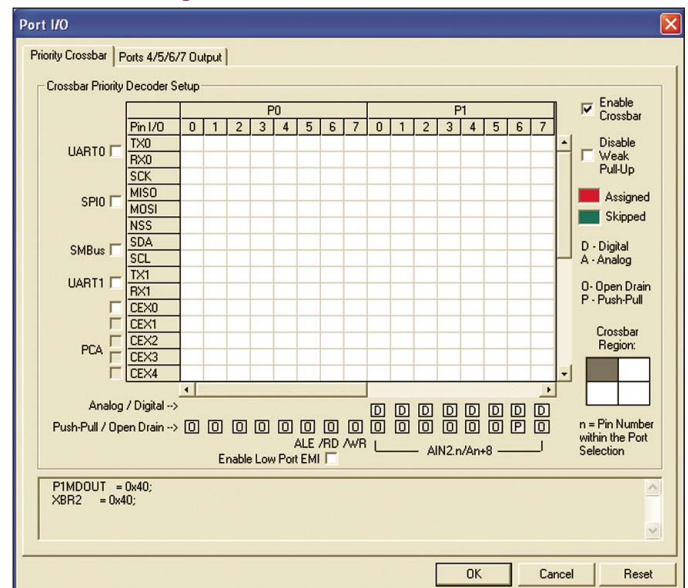 Port I/O
Priority Crossbar
Ports 4/5/6/7 Output
Crossbar Priority Decoder Setup
P0 P1
Pin I/O 0 1 2 3 4 5 6 7 0 1 2 3 4 5 6 7
UART0
TX0
RX0
SPI0
SCK
MISO
MOSI
NSS
SMBus
SDA
SCL
UART1
TX1
RX1
PCA
CEX0
CEX1
CEX2
CEX3
CEX4
Enable
Crossbar
Disable
Weak
Pull-Up
Assigned
Skipped
D - Digital
A - Analog
O- Open Drain
P - Push-Pull
Crossbar
Region:
n = Pin Number
within the Port
Selection
Analog / Digital --> D D D D D D D D
Push-Pull / Open Drain --> O O O O O O O O O O O O O O P O
ALE /RD /WR
AIN2.n/An+8
Enable Low Port EMI
P1MDOUT = 0x40;
XBR2 = 0x40;
OK
Cancel
Reset